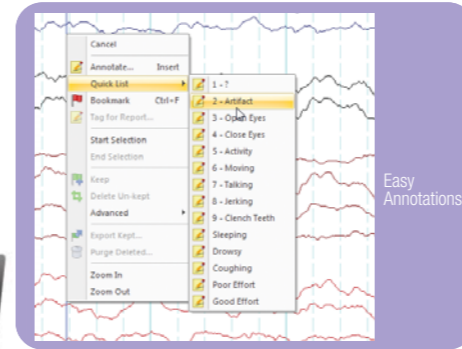 Cancel
Annotate... Insert
Quick List
Bookmark Ctrl+F
Tag for Report...
Start Selection
End Selection
Keep
Delete Un-kept
Advanced
Export Kept...
Purge Deleted...
Zoom In
Zoom Out
1 - ?
2 - Artifact
3 - Open Eyes
4 - Close Eyes
5 - Activity
6 - Moving
7 - Talking
8 - Jerking
9 - Clench Teeth
Sleeping
Drowsy
Coughing
Poor Effort
Good Effort
Easy
Annotations